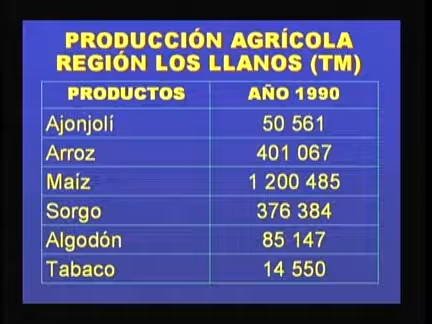 PRODUCCIÓN AGRÍCOLA
REGIÓN LOS LLANOS (TM)
PRODUCTOS AÑO 1990
Ajonjolí 50 561
Arroz 401 067
Maíz 1 200 485
Sorgo 376 384
Algodón 85 147
Tabaco 14 550